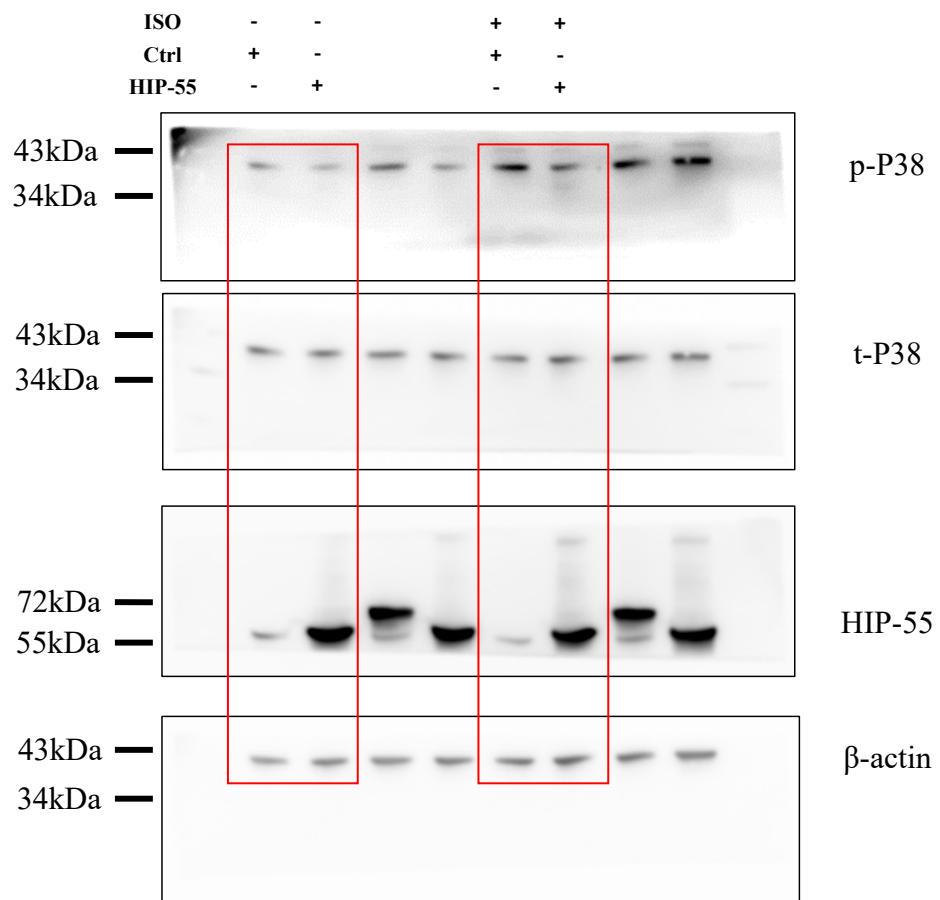 ISO - - + +
Ctrl + - + -
HIP-55 - + - +
43kDa
34kDa
p-P38
43kDa
34kDa
t-P38
72kDa
55kDa
HIP-55
43kDa
34kDa
β-actin